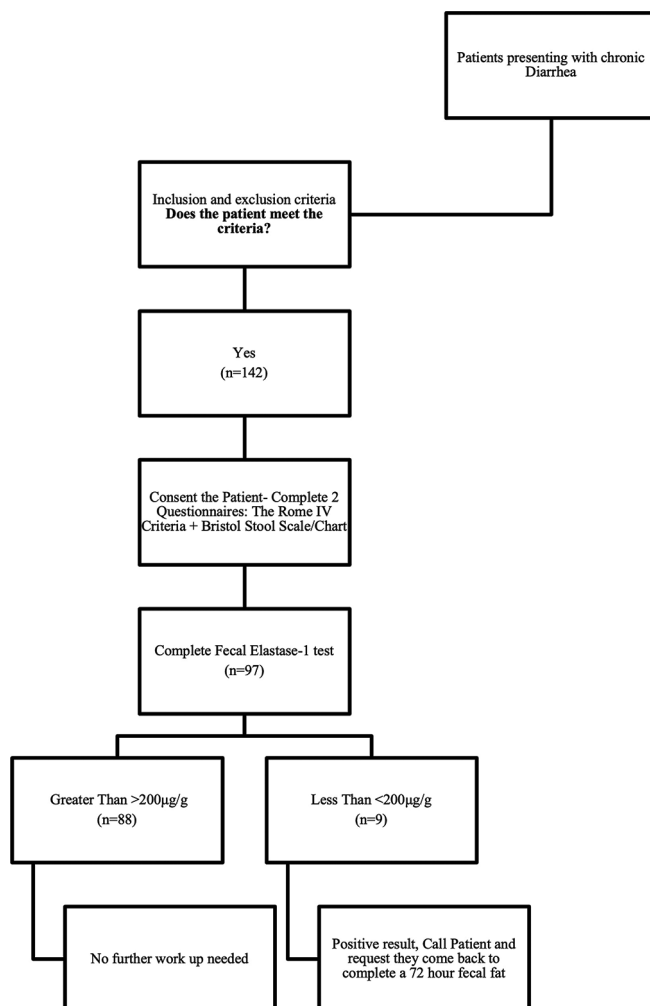 Patients presenting with chronic
Diarrhea
Inclusion and exclusion criteria
Does the patient meet the
criteria?
Yes
(n=142)
Consent the Patient- Complete 2
Questionnaires: The Rome IV
Criteria + Bristol Stool Scale/Chart
Complete Fecal Elastase-1 test
(n=97)
Greater Than >200μg/g
(n=88)
Less Than <200μg/g
(n=9)
No further work up needed
Positive result, Call Patient and
request they come back to
complete a 72 hour fecal fat